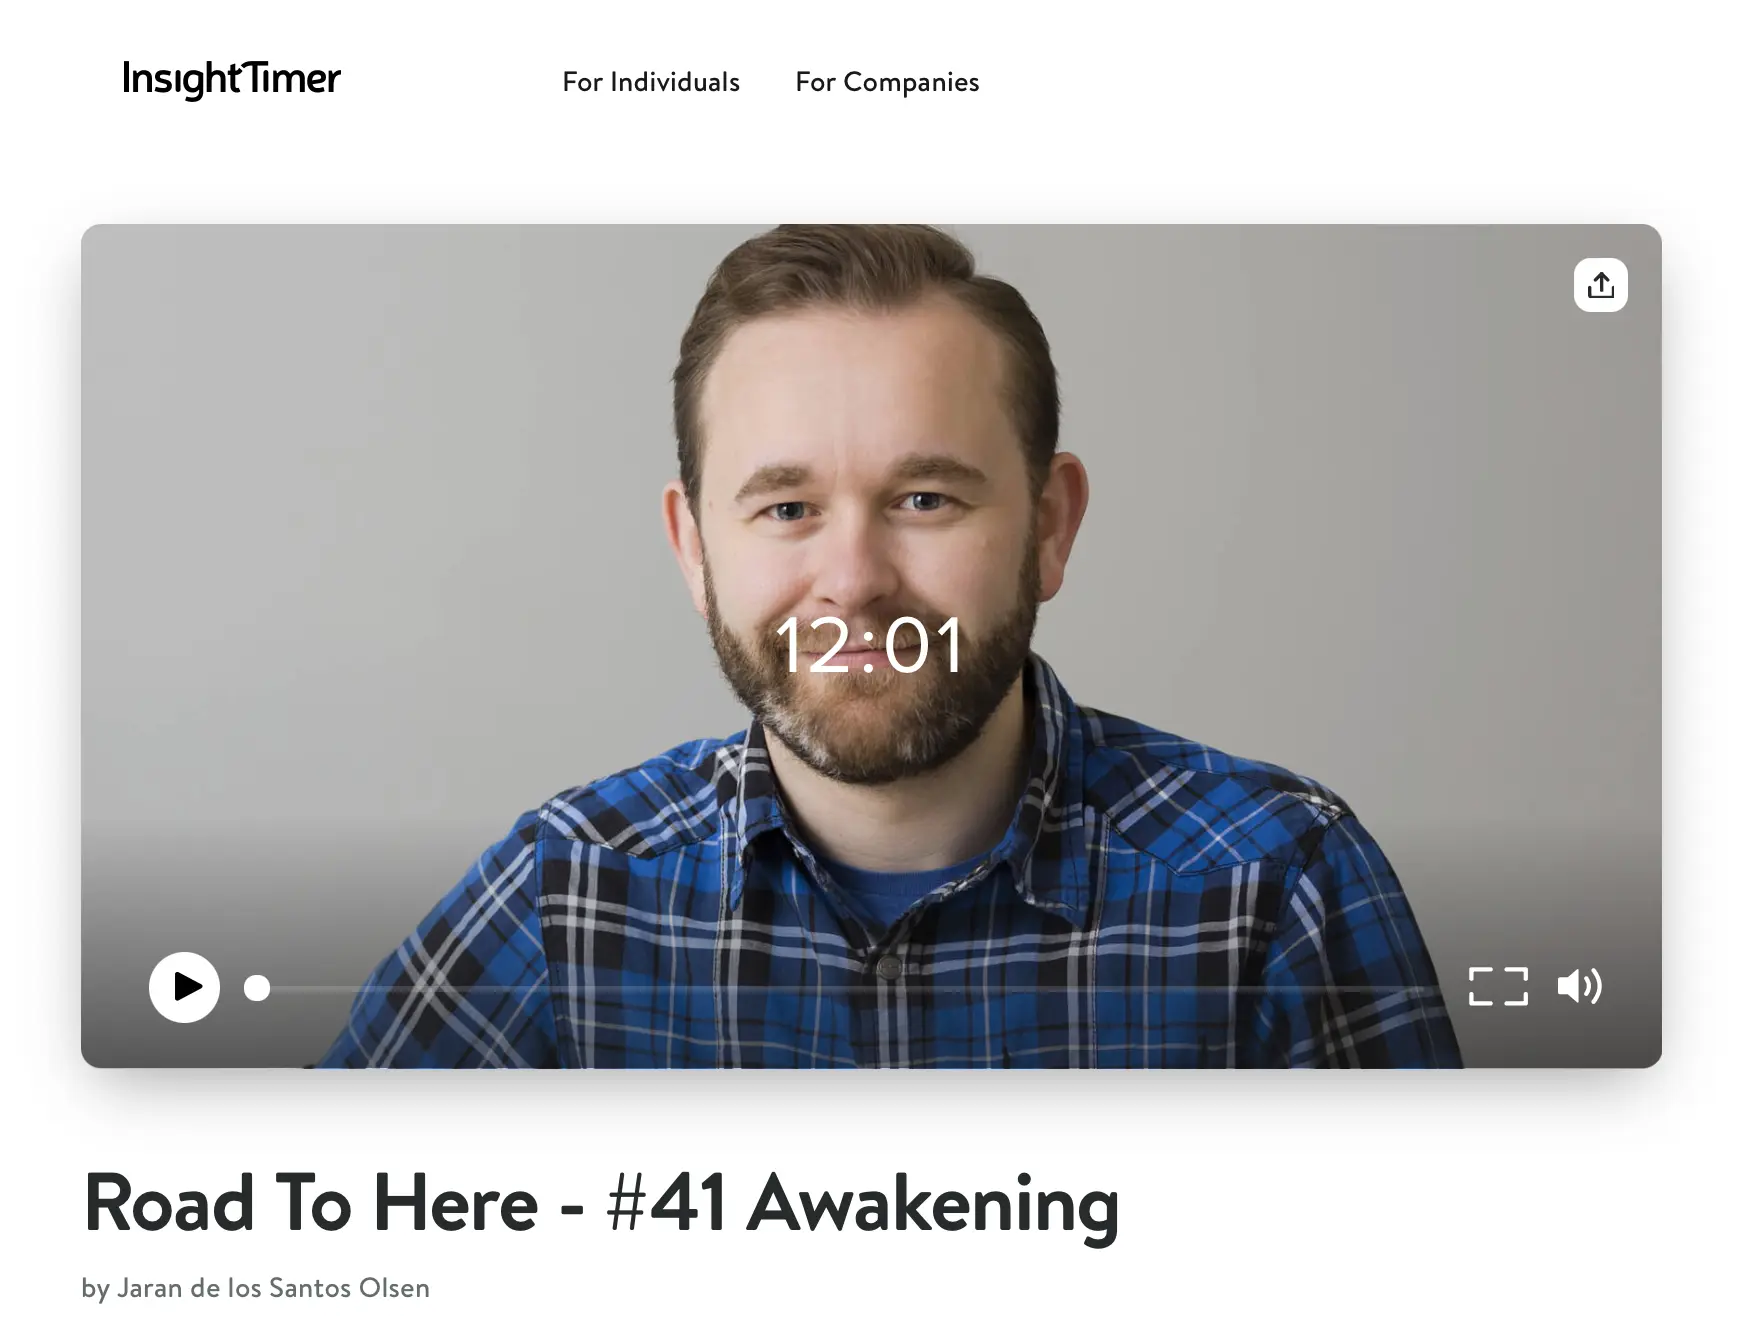 InsightTimer
For Individuals
For Companies
12:01
Road To Here - #41 Awakening
by Jaran de los Santos Olsen